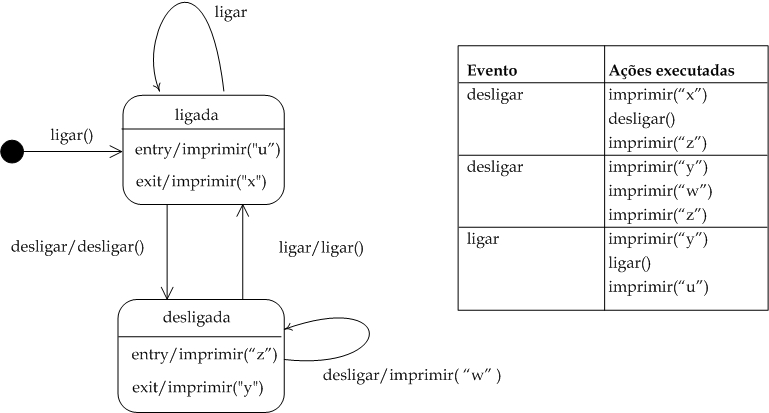 ligar
ligar()
ligada
entry/imprimir("u”)
exit/imprimir("x")
desligar/desligar()
ligar/ligar()
desligada
entry/imprimir(“z”)
exit/imprimir("y")
desligar/imprimir( “w” )
Evento Ações executadas
desligar imprimir(“x”)
desligar()
imprimir(“z”)
desligar imprimir(“y”)
imprimir(“w”)
imprimir(“z”)
ligar imprimir(“y”)
ligar()
imprimir(“u”)